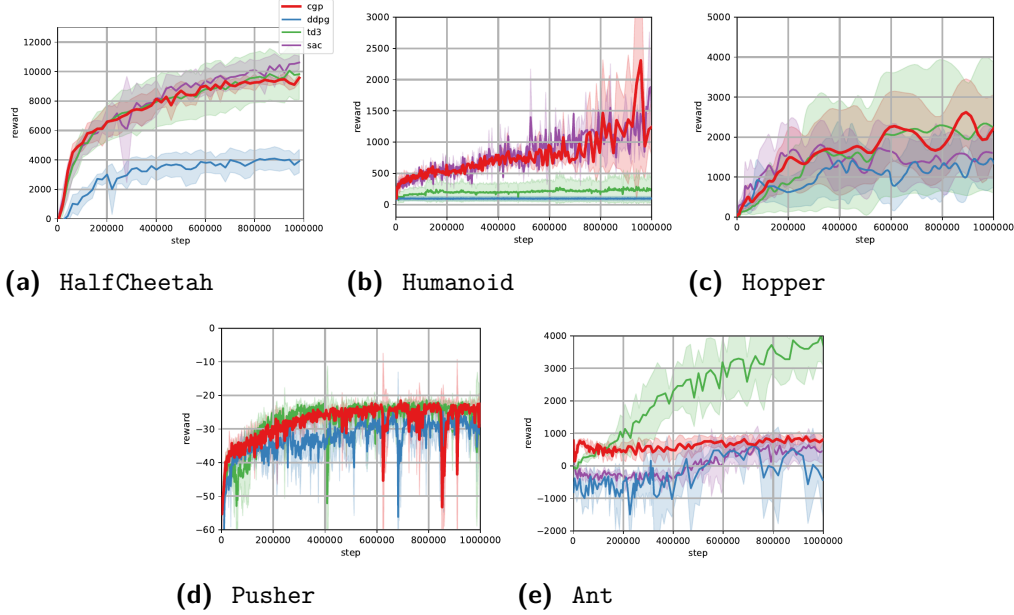 cgp
ddpg
td3
sac
12000
10000
8000
6000
4000
2000
0
reward
0 200000 400000 600000 800000 1000000
step
3000
2500
2000
1500
1000
500
0
reward
0 200000 400000 600000 800000 1000000
step
5000
4000
3000
2000
1000
0
reward
0 200000 400000 600000 800000 1000000
step
(a) HalfCheetah
(b) Humanoid
(c) Hopper
0
−10
−20
−30
−40
−50
−60
reward
0 200000 400000 600000 800000 1000000
step
4000
3000
2000
1000
0
−1000
−2000
reward
0 200000 400000 600000 800000 1000000
step
(d) Pusher
(e) Ant